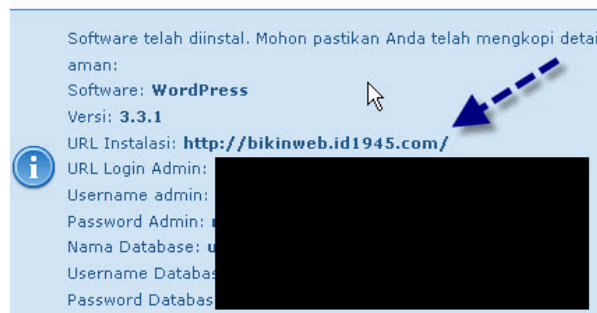 Software telah diinstal. Mohon pastikan Anda telah mengkopi detai
aman:
Software: WordPress
Versi: 3.3.1
URL Instalasi: http://bikinweb.id1945.com/
URL Login Admin:
Username admin:
Password Admin:
Nama Database: u
Username Databas
Password Databas